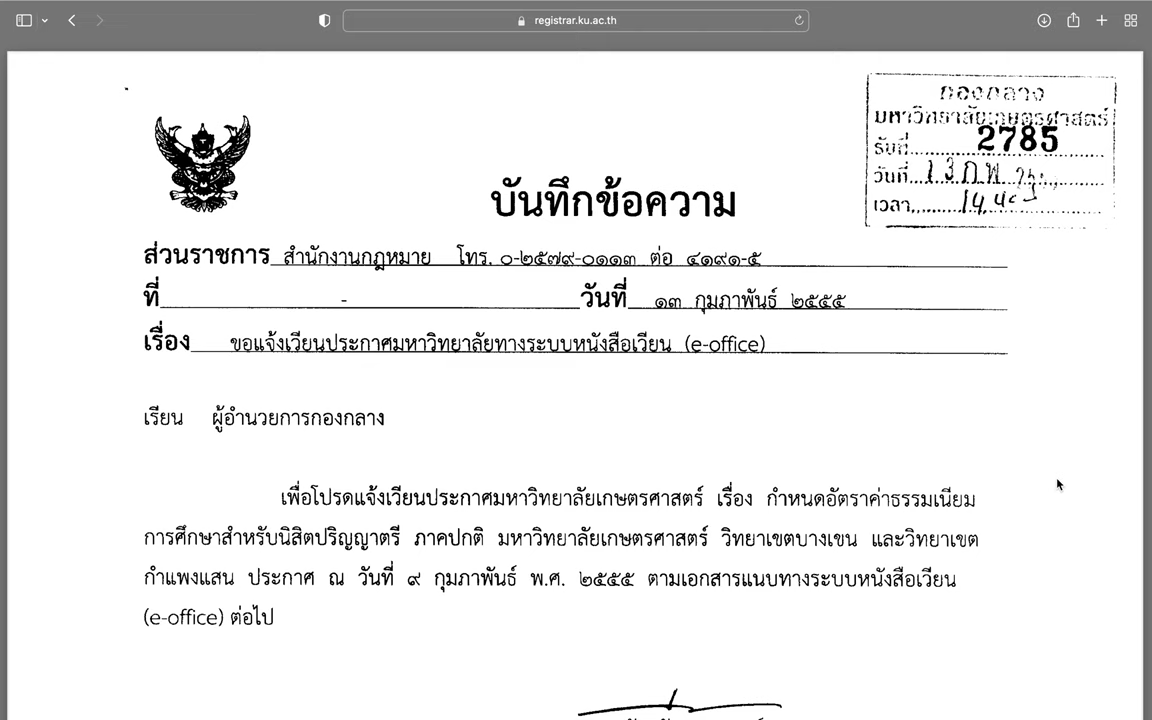 registrar.ku.ac.th
กองกลาง
มหาวิทยาลัยเกษตรศาสตร์
รับที่ 2785
วันที่ 13 ก.พ.
เวลา
บันทึกข้อความ
ส่วนราชการ สำนักงานกฎหมาย โทร. ๐-๒๕๗๙-๐๑๑๓ ต่อ ๔๑๙๑-๕
ที่ - วันที่ ๑๓ กุมภาพันธ์ ๒๕๕๕
เรื่อง ขอแจ้งเวียนประกาศมหาวิทยาลัยทางระบบหนังสือเวียน (e-office)
เรียน ผู้อำนวยการกองกลาง
เพื่อโปรดแจ้งเวียนประกาศมหาวิทยาลัยเกษตรศาสตร์ เรื่อง กำหนดอัตราค่าธรรมเนียม
การศึกษาสำหรับนิสิตปริญญาตรี ภาคปกติ มหาวิทยาลัยเกษตรศาสตร์ วิทยาเขตบางเขน และวิทยาเขต
กำแพงแสน ประกาศ ณ วันที่ ๙ กุมภาพันธ์ พ.ศ. ๒๕๕๕ ตามเอกสารแนบทางระบบหนังสือเวียน
(e-office) ต่อไป